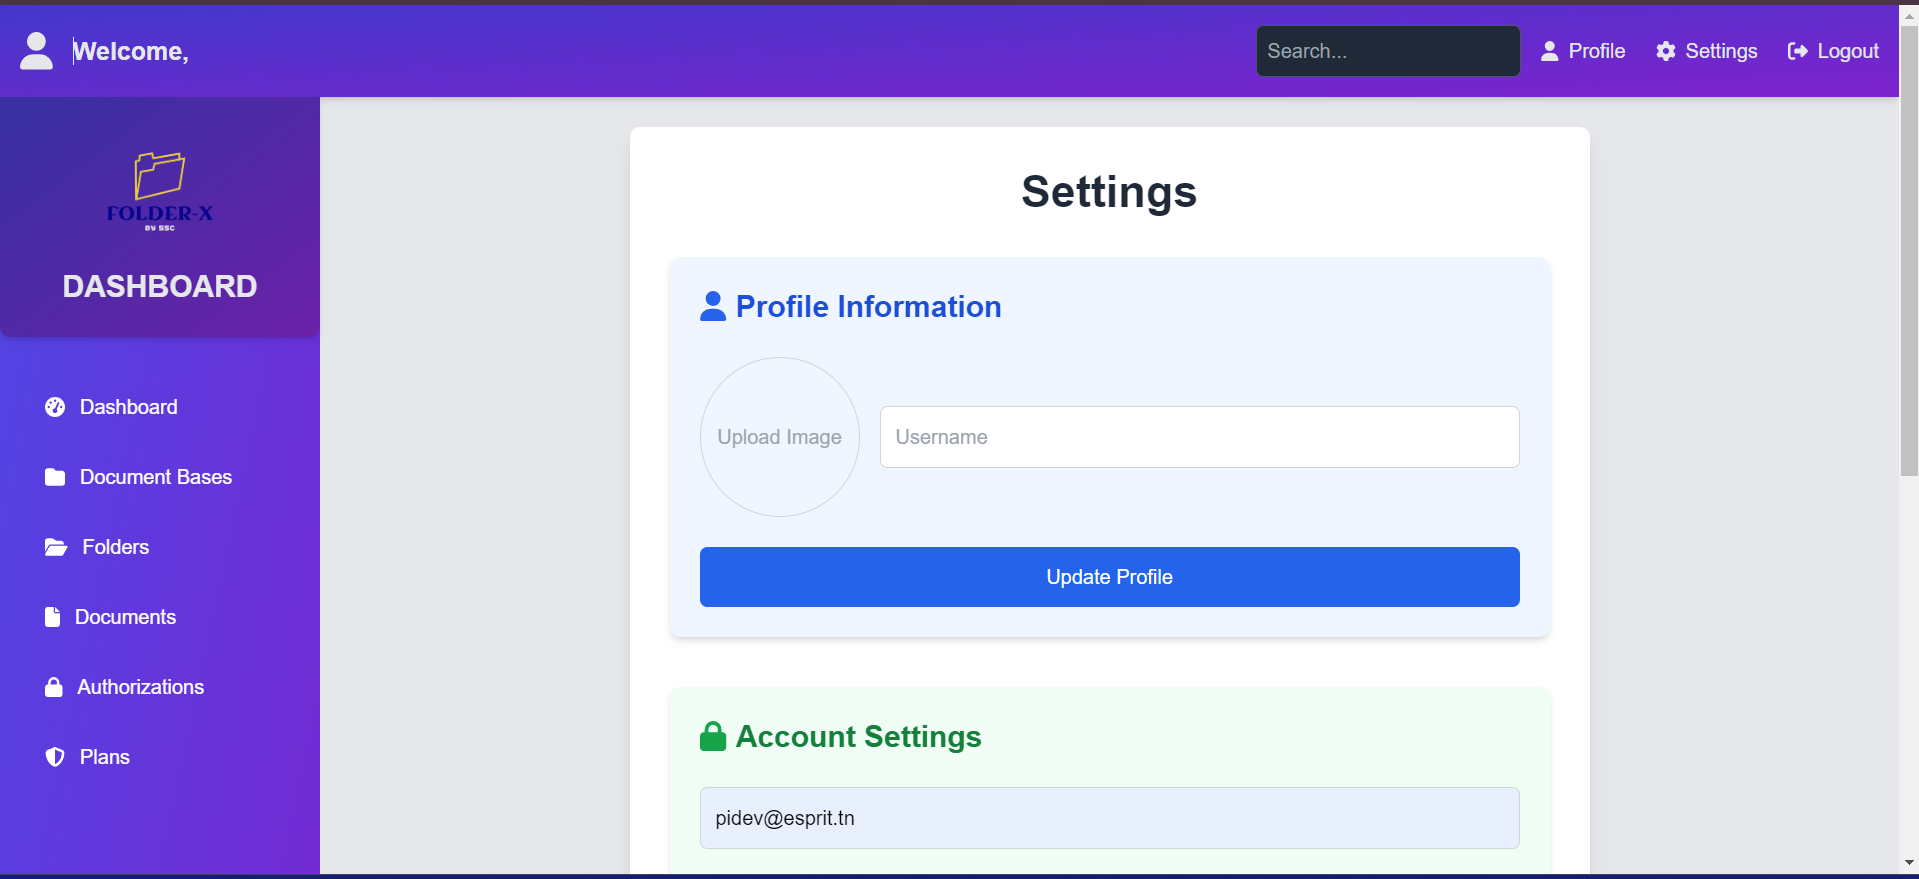 Welcome,
Search...
Profile
Settings
Logout
FOLDER-X
BY SSC
DASHBOARD
Dashboard
Document Bases
Folders
Documents
Authorizations
Plans
Settings
Profile Information
Upload Image
Username
Update Profile
Account Settings
pidev@esprit.tn